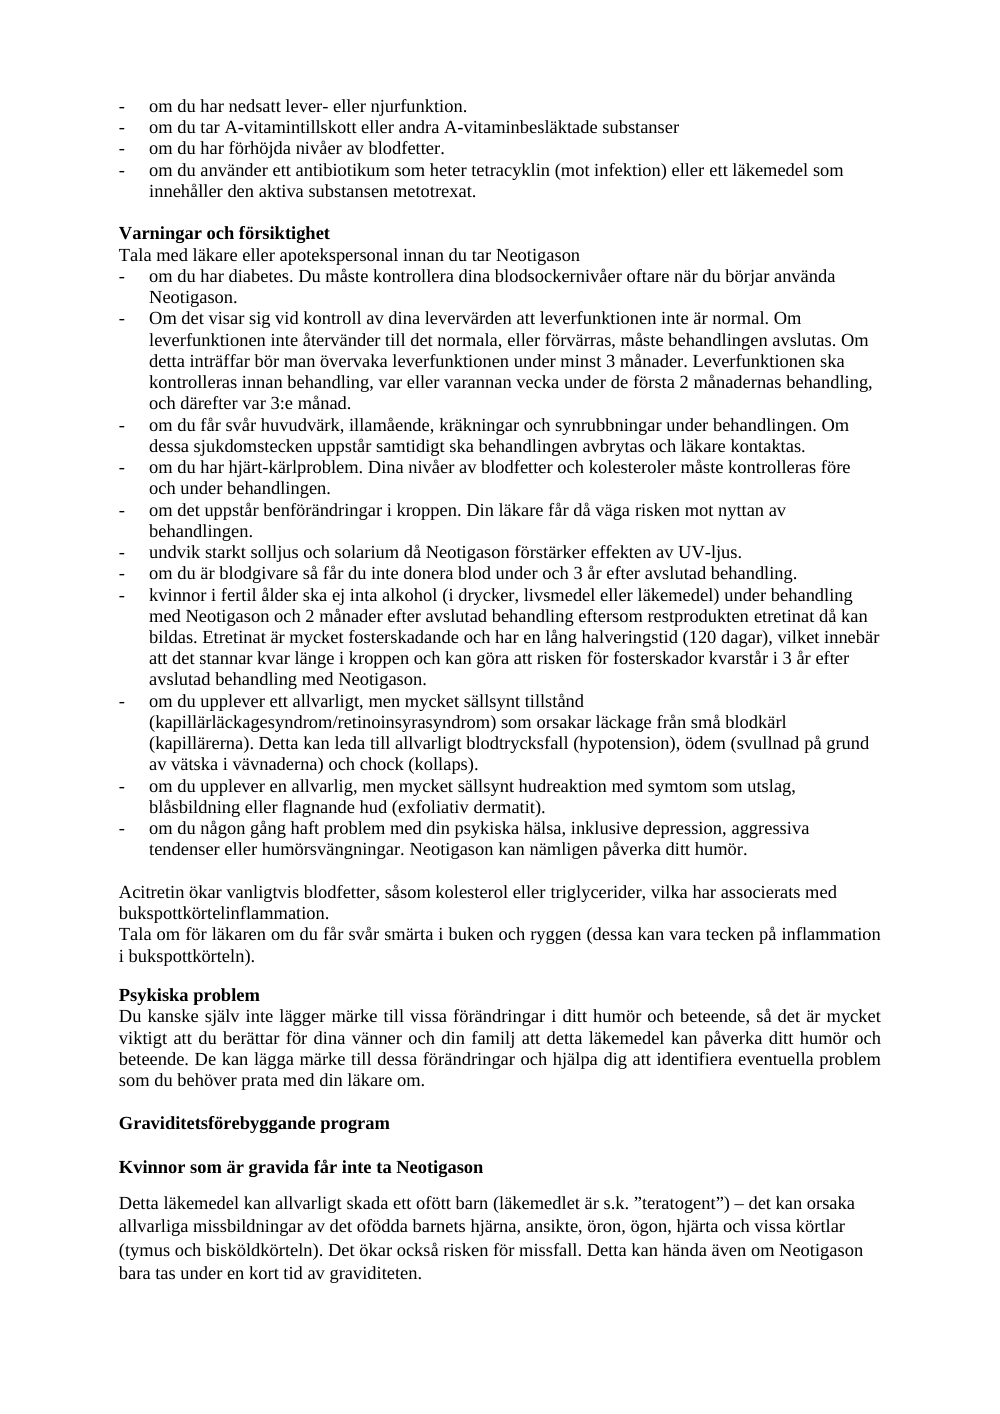 - om du har nedsatt lever- eller njurfunktion.
- om du tar A-vitamintillskott eller andra A-vitaminbesläktade substanser
- om du har förhöjda nivåer av blodfetter.
- om du använder ett antibiotikum som heter tetracyklin (mot infektion) eller ett läkemedel som
innehåller den aktiva substansen metotrexat.
Varningar och försiktighet
Tala med läkare eller apotekspersonal innan du tar Neotigason
- om du har diabetes. Du måste kontrollera dina blodsockernivåer oftare när du börjar använda
Neotigason.
- Om det visar sig vid kontroll av dina levervärden att leverfunktionen inte är normal. Om
leverfunktionen inte återvänder till det normala, eller förvärras, måste behandlingen avslutas. Om
detta inträffar bör man övervaka leverfunktionen under minst 3 månader. Leverfunktionen ska
kontrolleras innan behandling, var eller varannan vecka under de första 2 månadernas behandling,
och därefter var 3:e månad.
- om du får svår huvudvärk, illamående, kräkningar och synrubbningar under behandlingen. Om
dessa sjukdomstecken uppstår samtidigt ska behandlingen avbrytas och läkare kontaktas.
- om du har hjärt-kärlproblem. Dina nivåer av blodfetter och kolesteroler måste kontrolleras före
och under behandlingen.
- om det uppstår benförändringar i kroppen. Din läkare får då väga risken mot nyttan av
behandlingen.
- undvik starkt solljus och solarium då Neotigason förstärker effekten av UV-ljus.
- om du är blodgivare så får du inte donera blod under och 3 år efter avslutad behandling.
- kvinnor i fertil ålder ska ej inta alkohol (i drycker, livsmedel eller läkemedel) under behandling
med Neotigason och 2 månader efter avslutad behandling eftersom restprodukten etretinat då kan
bildas. Etretinat är mycket fosterskadande och har en lång halveringstid (120 dagar), vilket innebär
att det stannar kvar länge i kroppen och kan göra att risken för fosterskador kvarstår i 3 år efter
avslutad behandling med Neotigason.
- om du upplever ett allvarligt, men mycket sällsynt tillstånd
(kapillärläckagesyndrom/retinoinsyrasyndrom) som orsakar läckage från små blodkärl
(kapillärerna). Detta kan leda till allvarligt blodtrycksfall (hypotension), ödem (svullnad på grund
av vätska i vävnaderna) och chock (kollaps).
- om du upplever en allvarlig, men mycket sällsynt hudreaktion med symtom som utslag,
blåsbildning eller flagnande hud (exfoliativ dermatit).
- om du någon gång haft problem med din psykiska hälsa, inklusive depression, aggressiva
tendenser eller humörsvängningar. Neotigason kan nämligen påverka ditt humör.
Acitretin ökar vanligtvis blodfetter, såsom kolesterol eller triglycerider, vilka har associerats med
bukspottkörtelinflammation.
Tala om för läkaren om du får svår smärta i buken och ryggen (dessa kan vara tecken på inflammation
i bukspottkörteln).
Psykiska problem
Du kanske själv inte lägger märke till vissa förändringar i ditt humör och beteende, så det är mycket
viktigt att du berättar för dina vänner och din familj att detta läkemedel kan påverka ditt humör och
beteende. De kan lägga märke till dessa förändringar och hjälpa dig att identifiera eventuella problem
som du behöver prata med din läkare om.
Graviditetsförebyggande program
Kvinnor som är gravida får inte ta Neotigason
Detta läkemedel kan allvarligt skada ett ofött barn (läkemedlet är s.k. ”teratogent”) – det kan orsaka
allvarliga missbildningar av det ofödda barnets hjärna, ansikte, öron, ögon, hjärta och vissa körtlar
(tymus och bisköldkörteln). Det ökar också risken för missfall. Detta kan hända även om Neotigason
bara tas under en kort tid av graviditeten.